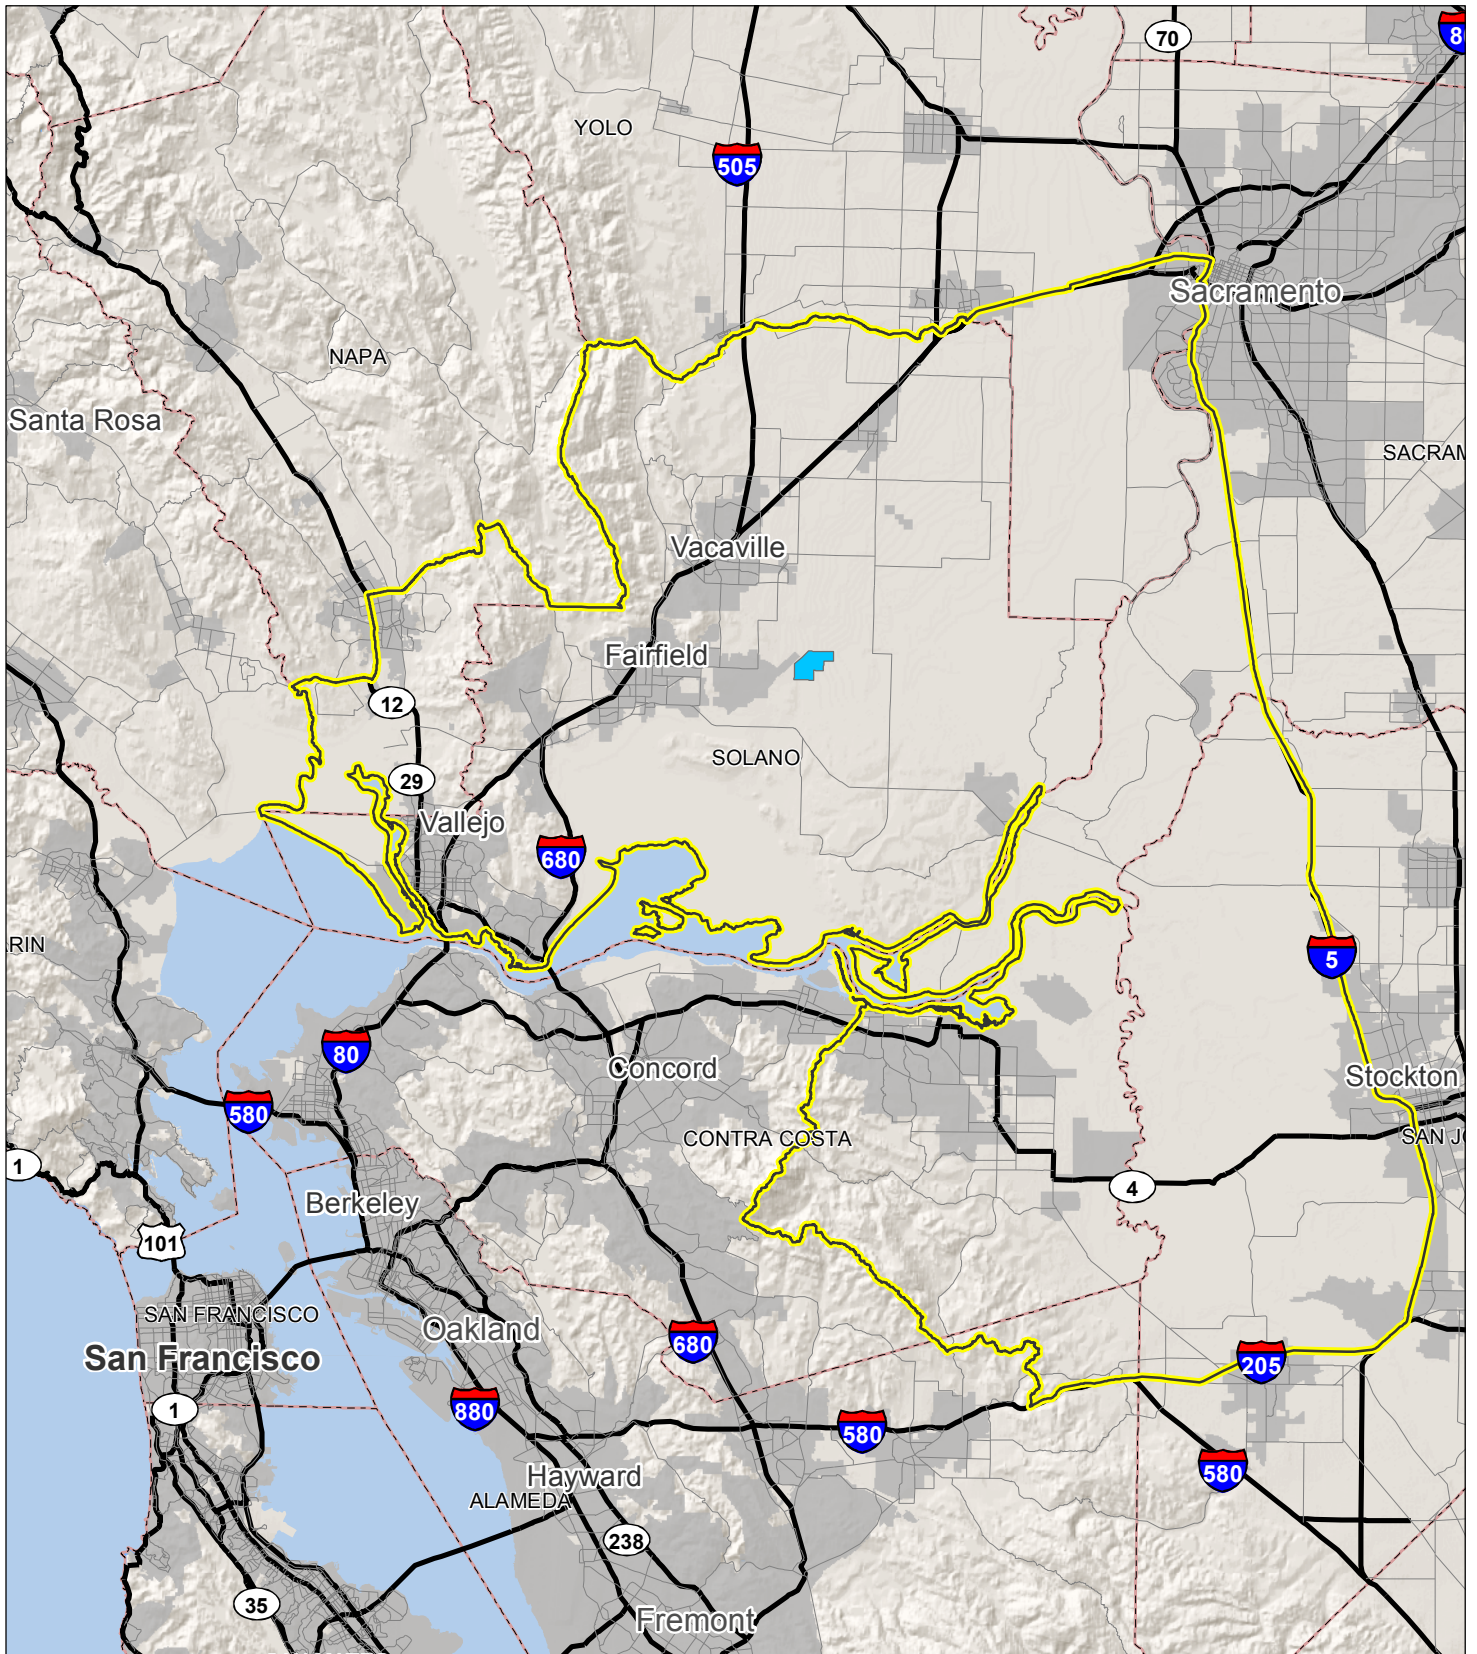 70
8
YOLO
505
Sacramento
NAPA
Santa Rosa
SACRAM
Vacaville
Fairfield
12
SOLANO
29
Vallejo
680
RIN
5
80
Concord
Stockton
580
CONTRA COSTA
SAN JO
1
4
Berkeley
101
SAN FRANCISCO
Oakland
680
San Francisco
205
1
880
580
580
Hayward
ALAMEDA
238
35
Fremont